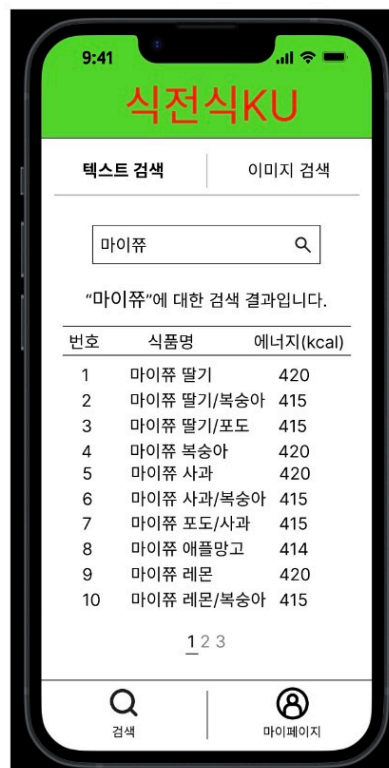 9:41
식전식KU
텍스트 검색 이미지 검색
마이쮸
“마이쮸”에 대한 검색 결과입니다.
번호 식품명 에너지(kcal)
1 마이쮸 딸기 420
2 마이쮸 딸기/복숭아 415
3 마이쮸 딸기/포도 415
4 마이쮸 복숭아 420
5 마이쮸 사과 420
6 마이쮸 사과/복숭아 415
7 마이쮸 포도/사과 415
8 마이쮸 애플망고 414
9 마이쮸 레몬 420
10 마이쮸 레몬/복숭아 415
1 2 3
검색 마이페이지